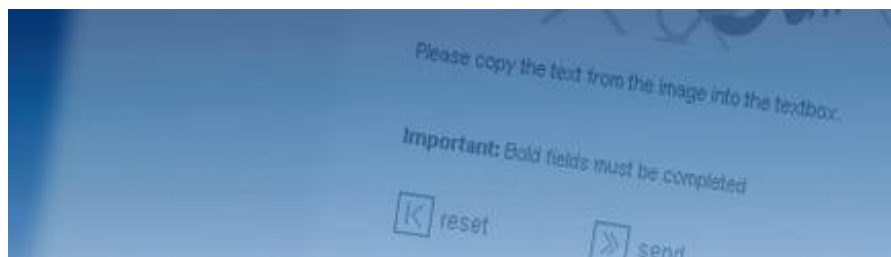 Please copy the text from the image into the textbox.
Important: Bold fields must be completed
reset
send